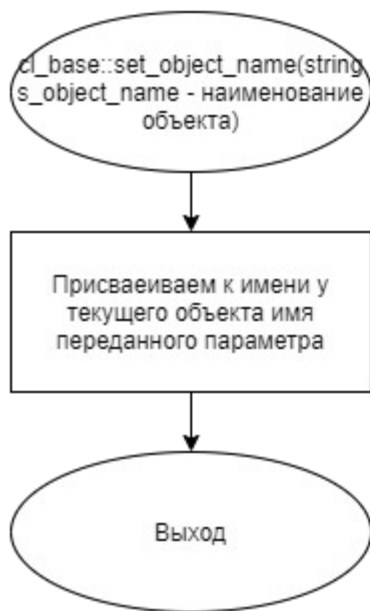 cl_base::set_object_name(string
s_object_name - наименование
объекта)
Присваеиваем к имени у
текущего объекта имя
переданного параметра
Выход